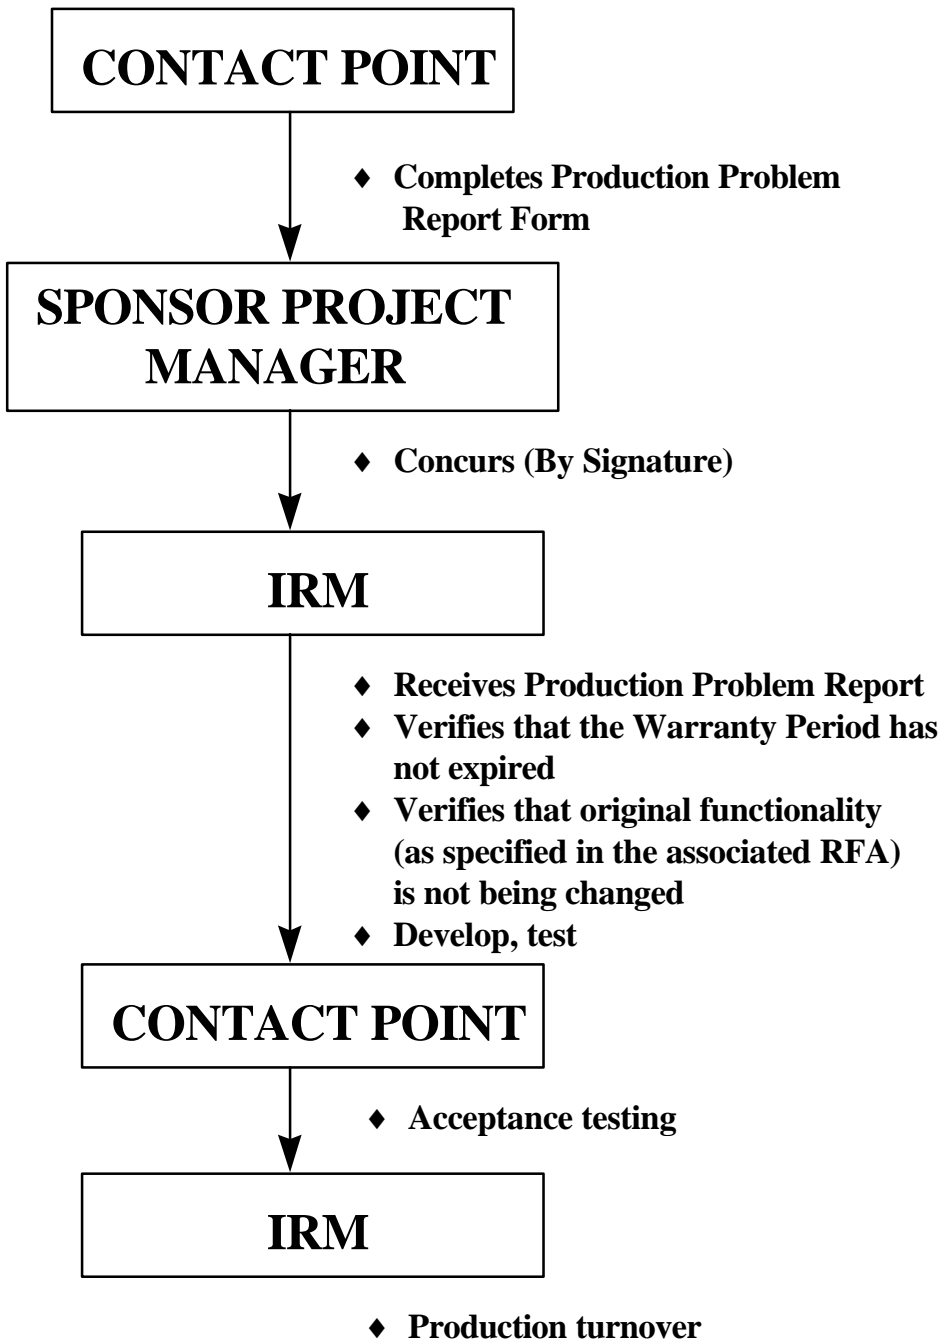 CONTACT POINT
♦ Completes Production Problem
Report Form
SPONSOR PROJECT
MANAGER
♦ Concurs (By Signature)
IRM
♦ Receives Production Problem Report
♦ Verifies that the Warranty Period has
not expired
♦ Verifies that original functionality
(as specified in the associated RFA)
is not being changed
♦ Develop, test
CONTACT POINT
♦ Acceptance testing
IRM
♦ Production turnover